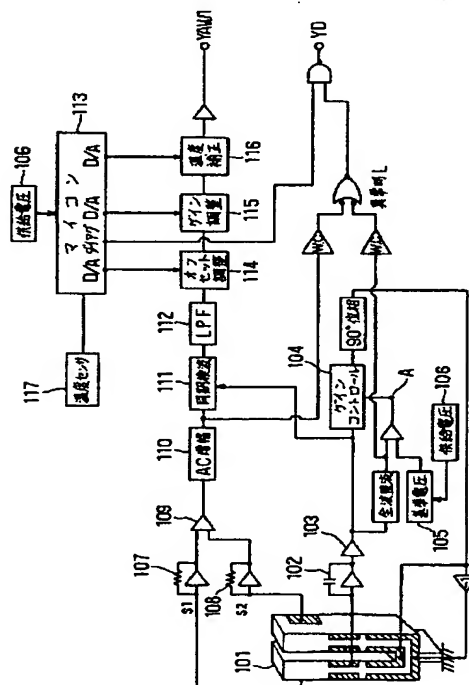 106
供給電圧
113
マイコン
D/A
ダイアグ
D/A
D/A
117
温度センサ
YAW1
110
AC増幅
111
同期検波
112
LPF
オフセット調整
114
ゲイン調整
115
温度補正
116
YD
異常時L
W/C
W/C
107
S1
108
S2
109
102
103
104
ゲインコントロール
90°位相
A
全波整流
基準電圧
105
106
供給電圧
101
-1